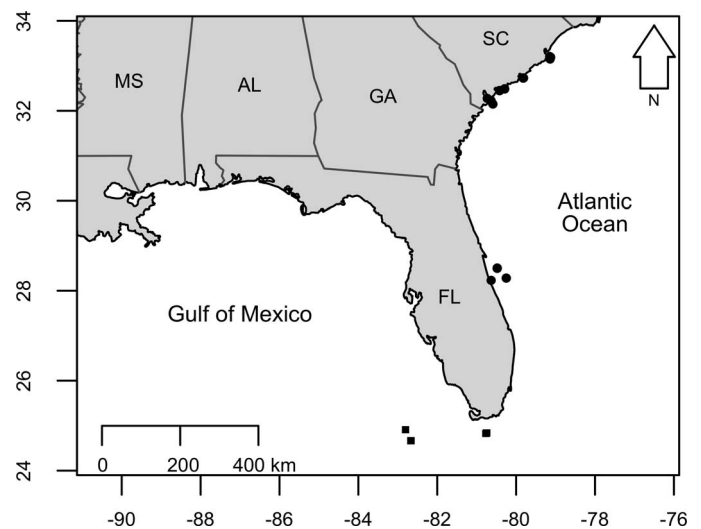 34
32
30
28
26
24
MS
AL
GA
SC
FL
N
Atlantic
Ocean
Gulf of Mexico
0 200 400 km
-90 -88 -86 -84 -82 -80 -78 -76